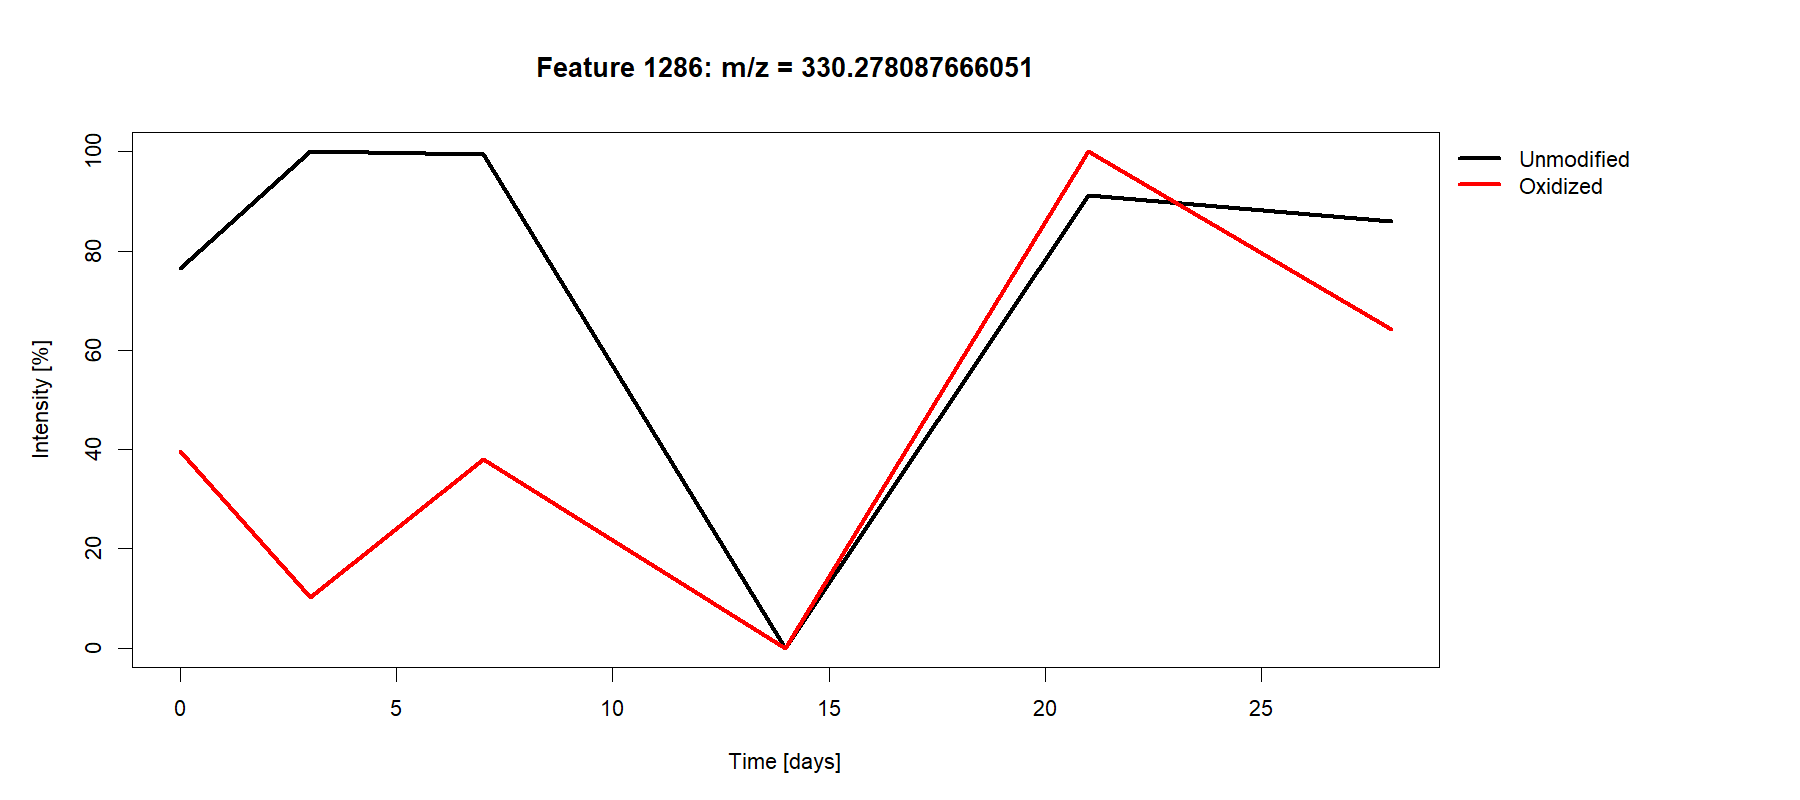 Feature 1286: m/z = 330.278087666051
Unmodified
Oxidized
Intensity [%]
100
80
60
40
20
0
0 5 10 15 20 25
Time [days]